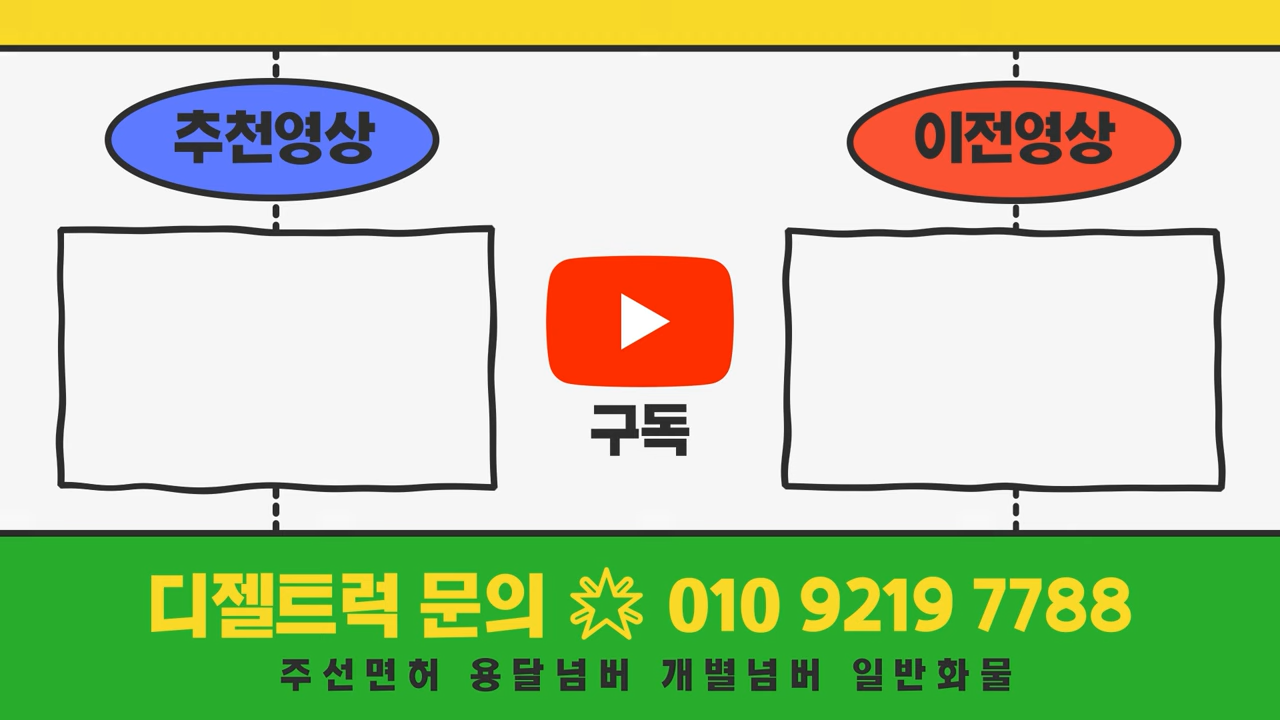 추천영상
이전영상
구독
디젤트럭 문의 010 9219 7788
주선면허 용달넘버 개별넘버 일반화물